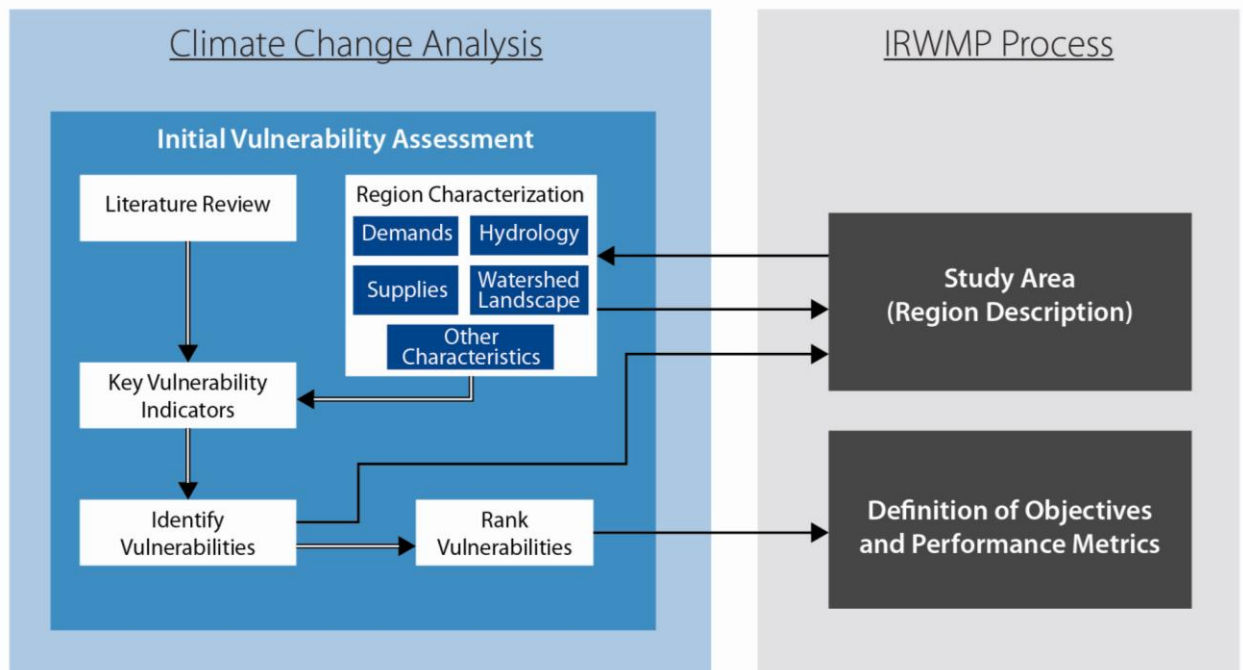 Climate Change Analysis
Initial Vulnerability Assessment
Literature Review
Region Characterization
Demands
Hydrology
Supplies
Watershed
Landscape
Other
Characteristics
Key Vulnerability
Indicators
Identify
Vulnerabilities
Rank
Vulnerabilities
IRWMP Process
Study Area
(Region Description)
Definition of Objectives
and Performance Metrics